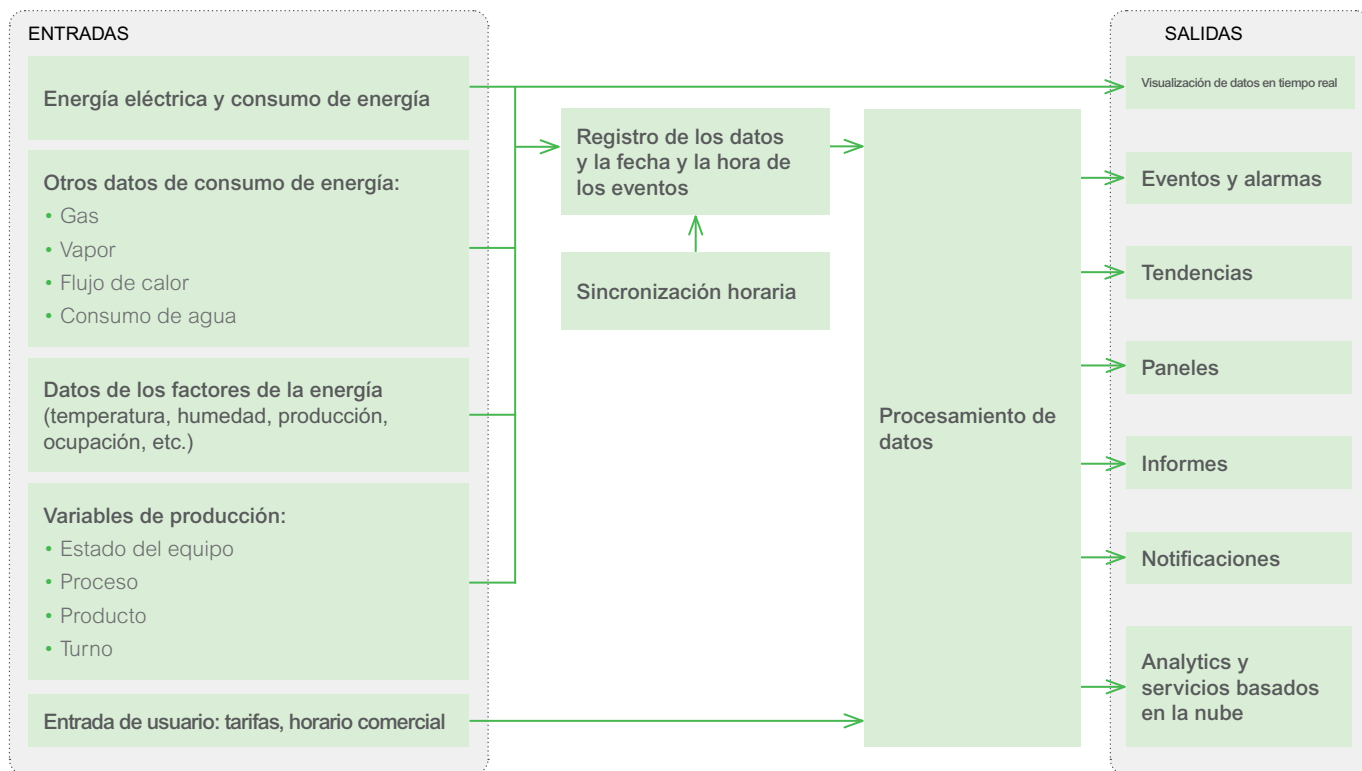 ENTRADAS
Energía eléctrica y consumo de energía
Otros datos de consumo de energía:
• Gas
• Vapor
• Flujo de calor
• Consumo de agua
Datos de los factores de la energía
(temperatura, humedad, producción,
ocupación, etc.)
Variables de producción:
• Estado del equipo
• Proceso
• Producto
• Turno
Entrada de usuario: tarifas, horario comercial
Registro de los datos
y la fecha y la hora de
los eventos
Sincronización horaria
Procesamiento de
datos
SALIDAS
Visualización de datos en tiempo real
Eventos y alarmas
Tendencias
Paneles
Informes
Notificaciones
Analytics y
servicios basados
en la nube